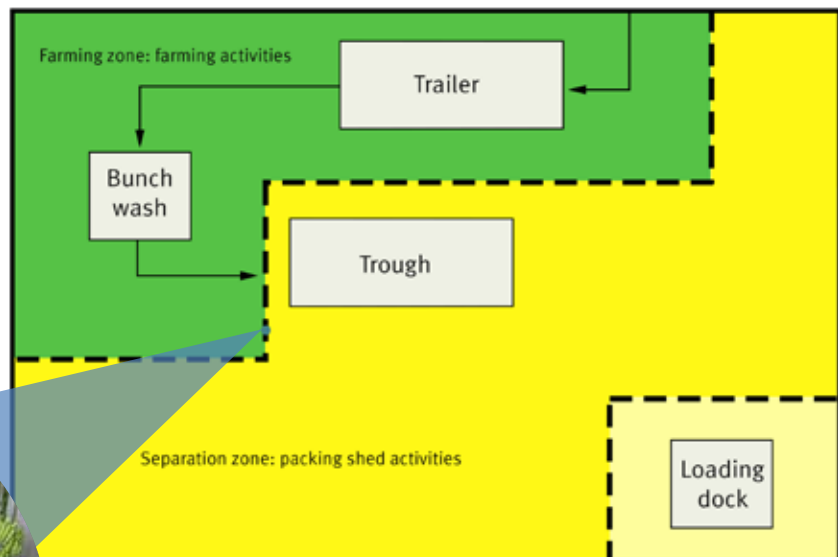 Farming zone: farming activities
Trailer
Bunch
wash
Trough
Separation zone: packing shed activities
Loading
dock